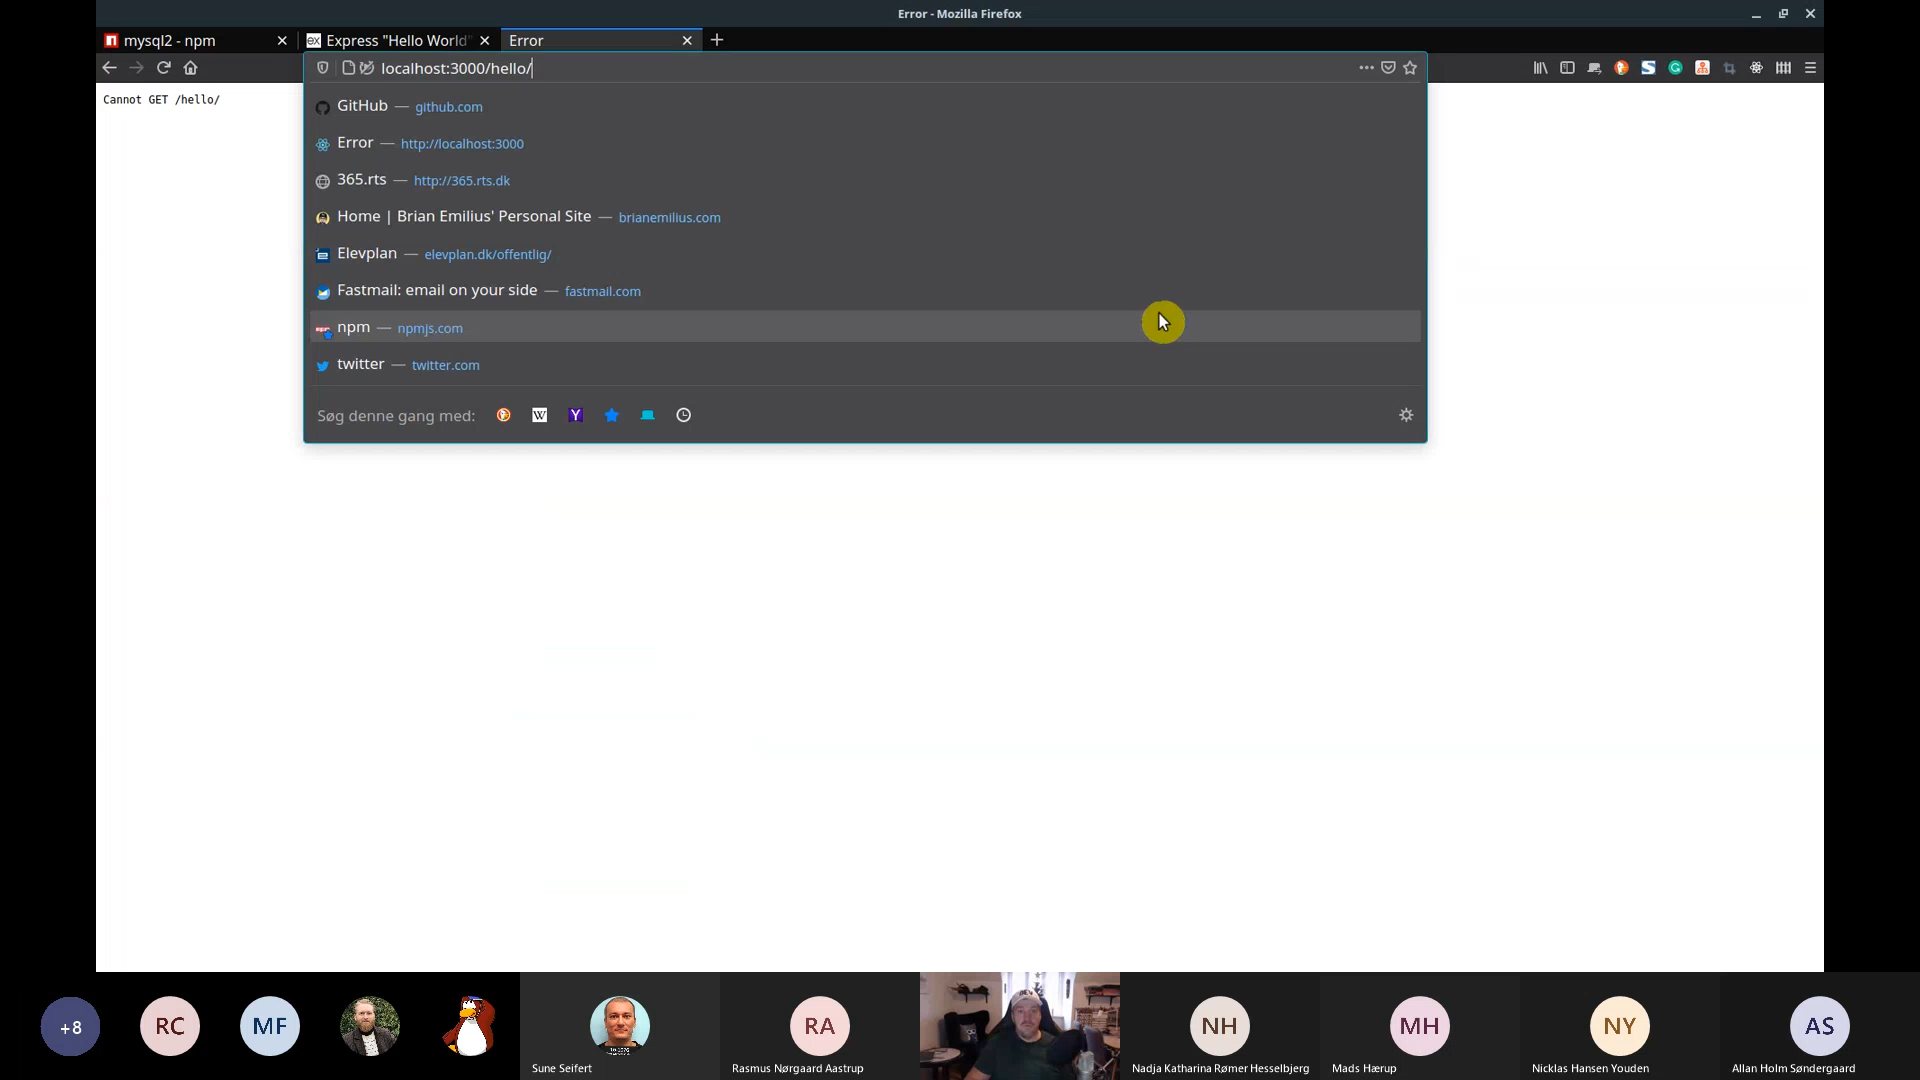 Error - Mozilla Firefox
mysql2 - npm
Express "Hello World"
Error
localhost:3000/hello/
Cannot GET /hello/
GitHub — github.com
Error — http://localhost:3000
365.rts — http://365.rts.dk
Home | Brian Emilius' Personal Site — brianemilius.com
Elevplan — elevplan.dk/offentlig/
Fastmail: email on your side — fastmail.com
npm — npmjs.com
twitter — twitter.com
Søg denne gang med:
+8
RC
MF
RA
NH
MH
NY
AS
Sune Seifert
Rasmus Nørgaard Aastrup
Nadja Katharina Rømer Hesselbjerg
Mads Hærup
Nicklas Hansen Youden
Allan Holm Søndergaard